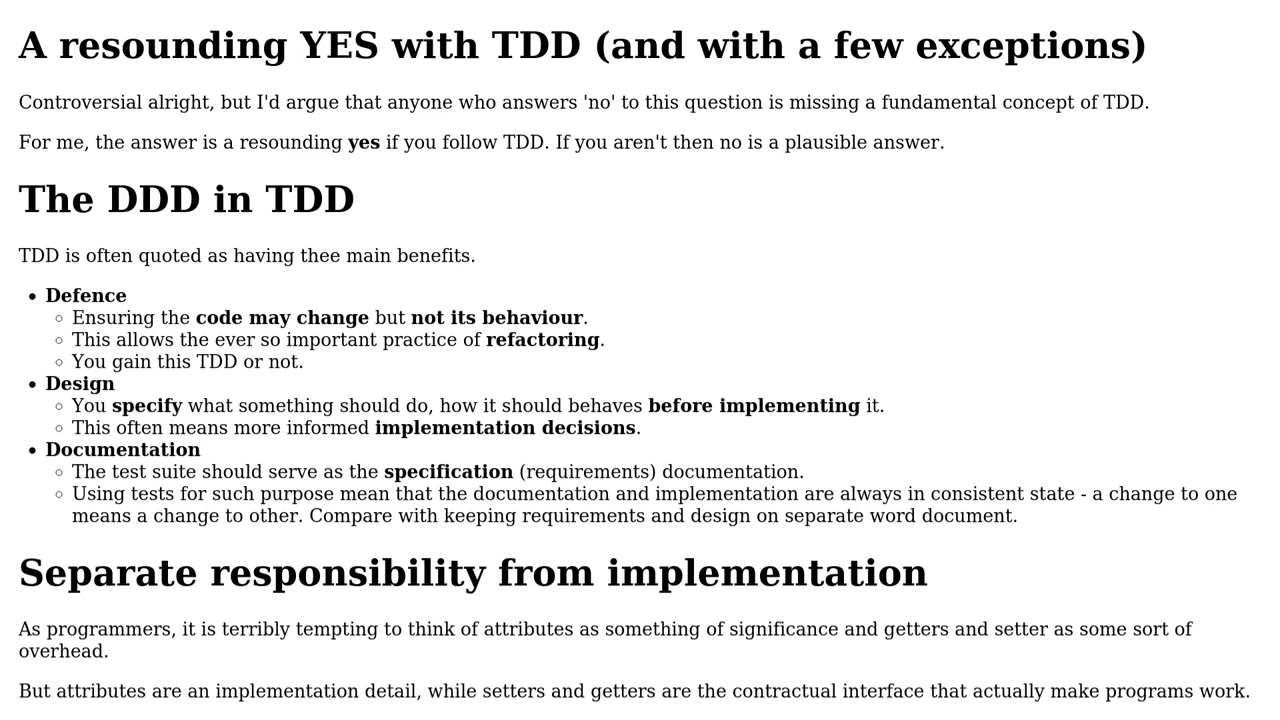 A resounding YES with TDD (and with a few exceptions)
Controversial alright, but I'd argue that anyone who answers 'no' to this question is missing a fundamental concept of TDD.
For me, the answer is a resounding yes if you follow TDD. If you aren't then no is a plausible answer.
The DDD in TDD
TDD is often quoted as having thee main benefits.
• Defence
◦ Ensuring the code may change but not its behaviour.
◦ This allows the ever so important practice of refactoring.
◦ You gain this TDD or not.
• Design
◦ You specify what something should do, how it should behaves before implementing it.
◦ This often means more informed implementation decisions.
• Documentation
◦ The test suite should serve as the specification (requirements) documentation.
◦ Using tests for such purpose mean that the documentation and implementation are always in consistent state - a change to one
means a change to other. Compare with keeping requirements and design on separate word document.
Separate responsibility from implementation
As programmers, it is terribly tempting to think of attributes as something of significance and getters and setter as some sort of
overhead.
But attributes are an implementation detail, while setters and getters are the contractual interface that actually make programs work.